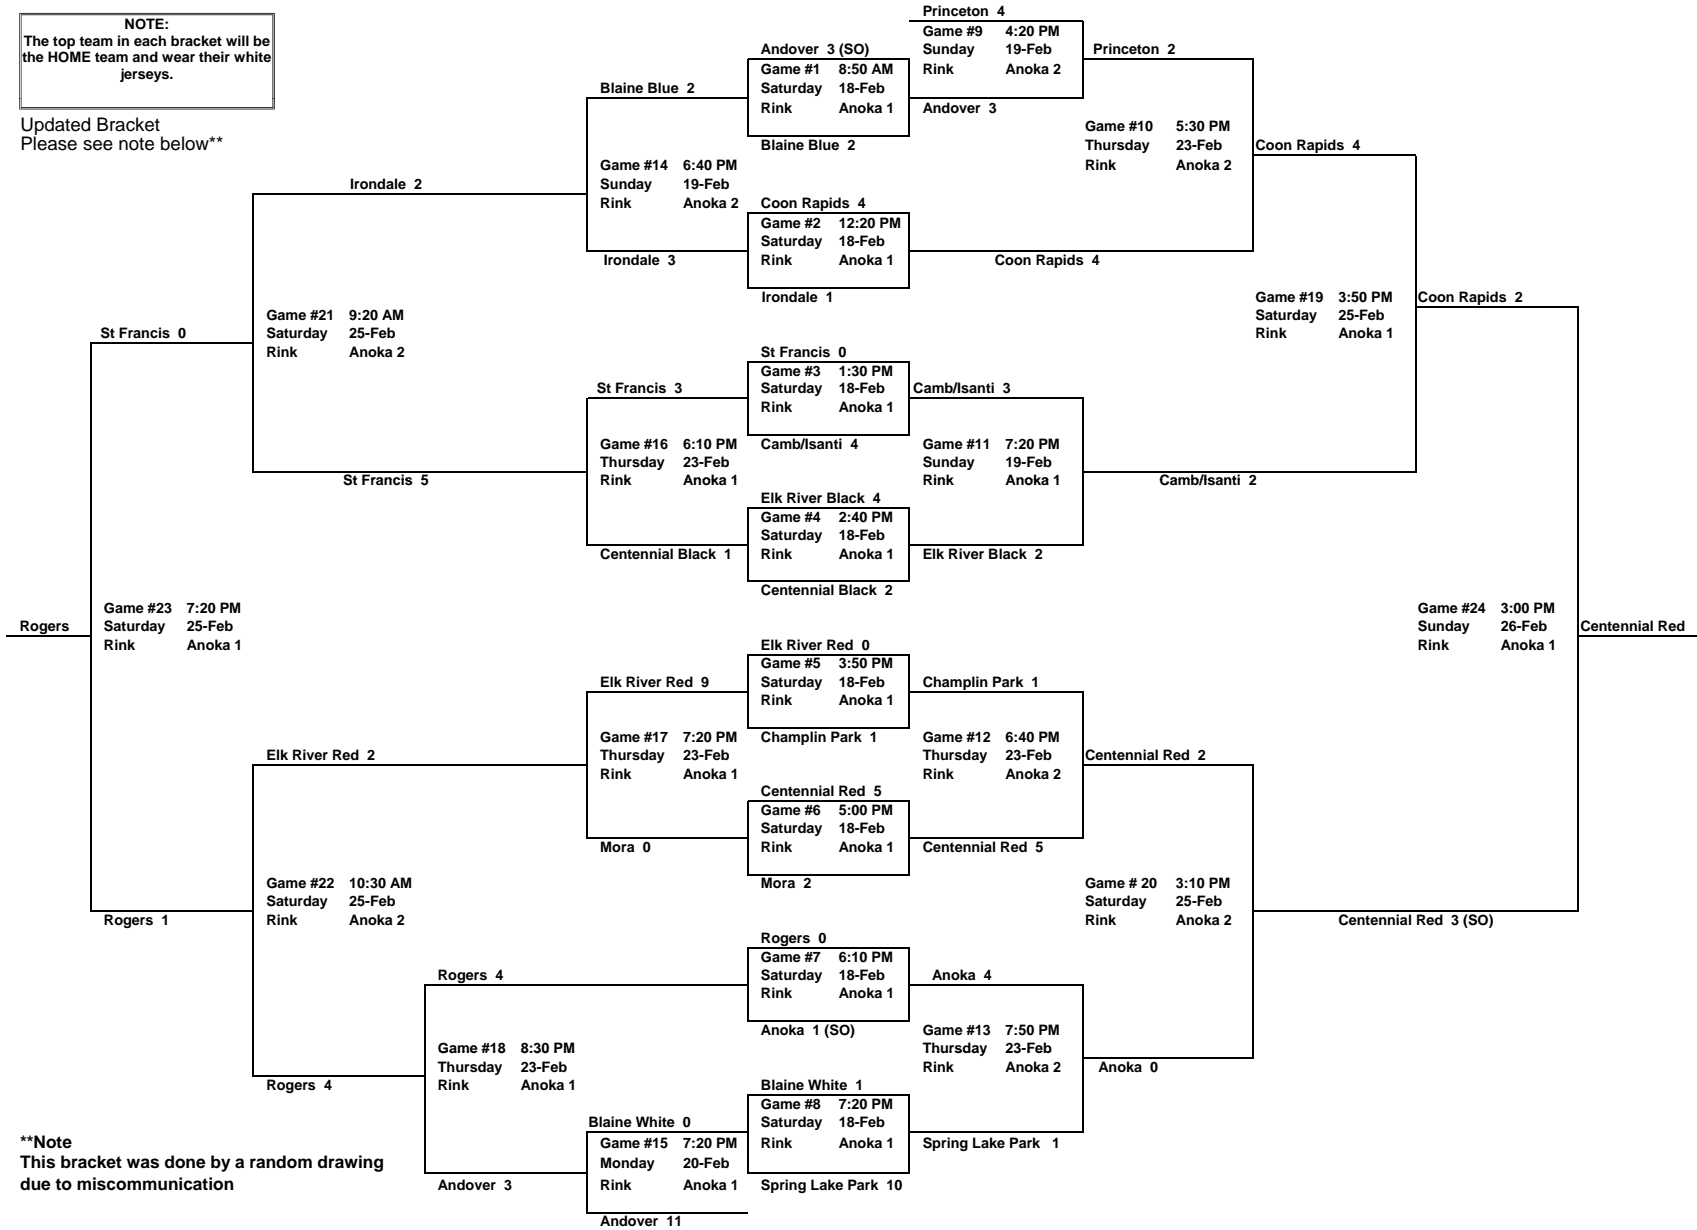 NOTE:
The top team in each bracket will be
the HOME team and wear their white
jerseys.
Updated Bracket
Please see note below**
Princeton 4
Game #9 4:20 PM
Sunday 19-Feb
Rink Anoka 2
Andover 3
Andover 3 (SO)
Game #1 8:50 AM
Saturday 18-Feb
Rink Anoka 1
Blaine Blue 2
Princeton 2
Game #10 5:30 PM
Thursday 23-Feb
Rink Anoka 2
Coon Rapids 4
Blaine Blue 2
Game #14 6:40 PM
Sunday 19-Feb
Rink Anoka 2
Irondale 3
Coon Rapids 4
Game #2 12:20 PM
Saturday 18-Feb
Rink Anoka 1
Irondale 1
Coon Rapids 4
Irondale 2
Game #21 9:20 AM
Saturday 25-Feb
Rink Anoka 2
St Francis 5
Game #19 3:50 PM
Saturday 25-Feb
Rink Anoka 1
Coon Rapids 2
St Francis 0
St Francis 0
Game #3 1:30 PM
Saturday 18-Feb
Rink Anoka 1
Camb/Isanti 4
St Francis 3
Game #16 6:10 PM
Thursday 23-Feb
Rink Anoka 1
Centennial Black 1
Camb/Isanti 3
Game #11 7:20 PM
Sunday 19-Feb
Rink Anoka 1
Elk River Black 2
Camb/Isanti 2
Elk River Black 4
Game #4 2:40 PM
Saturday 18-Feb
Rink Anoka 1
Centennial Black 2
Rogers
Game #23 7:20 PM
Saturday 25-Feb
Rink Anoka 1
Game #24 3:00 PM
Sunday 26-Feb
Rink Anoka 1
Centennial Red
Elk River Red 0
Game #5 3:50 PM
Saturday 18-Feb
Rink Anoka 1
Champlin Park 1
Elk River Red 9
Game #17 7:20 PM
Thursday 23-Feb
Rink Anoka 1
Mora 0
Champlin Park 1
Game #12 6:40 PM
Thursday 23-Feb
Rink Anoka 2
Centennial Red 5
Elk River Red 2
Centennial Red 2
Centennial Red 5
Game #6 5:00 PM
Saturday 18-Feb
Rink Anoka 1
Mora 2
Game #22 10:30 AM
Saturday 25-Feb
Rink Anoka 2
Rogers 1
Game # 20 3:10 PM
Saturday 25-Feb
Rink Anoka 2
Centennial Red 3 (SO)
Rogers 0
Game #7 6:10 PM
Saturday 18-Feb
Rink Anoka 1
Anoka 1 (SO)
Rogers 4
Game #18 8:30 PM
Thursday 23-Feb
Rink Anoka 1
Rogers 4
Anoka 4
Game #13 7:50 PM
Thursday 23-Feb
Rink Anoka 2
Anoka 0
Spring Lake Park 1
Blaine White 1
Game #8 7:20 PM
Saturday 18-Feb
Rink Anoka 1
Spring Lake Park 10
Blaine White 0
Game #15 7:20 PM
Monday 20-Feb
Rink Anoka 1
Andover 11
Andover 3
**Note
This bracket was done by a random drawing
due to miscommunication